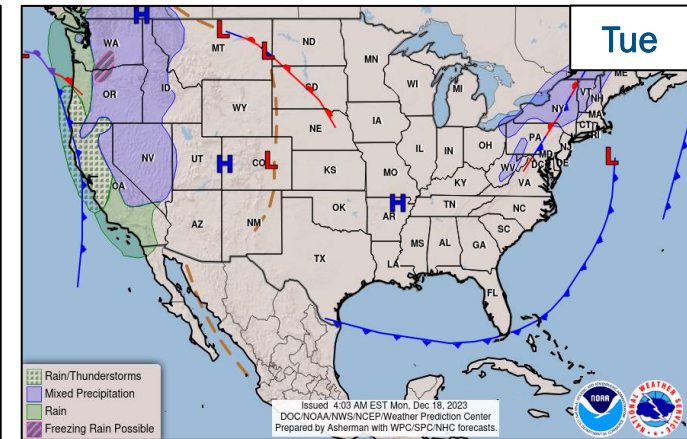 Tue
H
L
L
WA
MT
ND
MN
ME
OR
ID
SD
WI
MI
VT
NH
NY
MA
CT
RI
WY
NE
IA
PA
NJ
NV
UT
H
CO
L
KS
IL
IN
OH
MD
DE
DC
WV
VA
L
CA
MO
KY
H
AZ
NM
OK
AR
TN
NC
SC
TX
LA
MS
AL
GA
FL
Rain/Thunderstorms
Mixed Precipitation
Rain
Freezing Rain Possible
Issued 4:03 AM EST Mon, Dec 18, 2023
DOC/NOAA/NWS/NCEP/Weather Prediction Center
Prepared by Asherman with WPC/SPC/NHC forecasts.
NOAA
NATIONAL WEATHER SERVICE